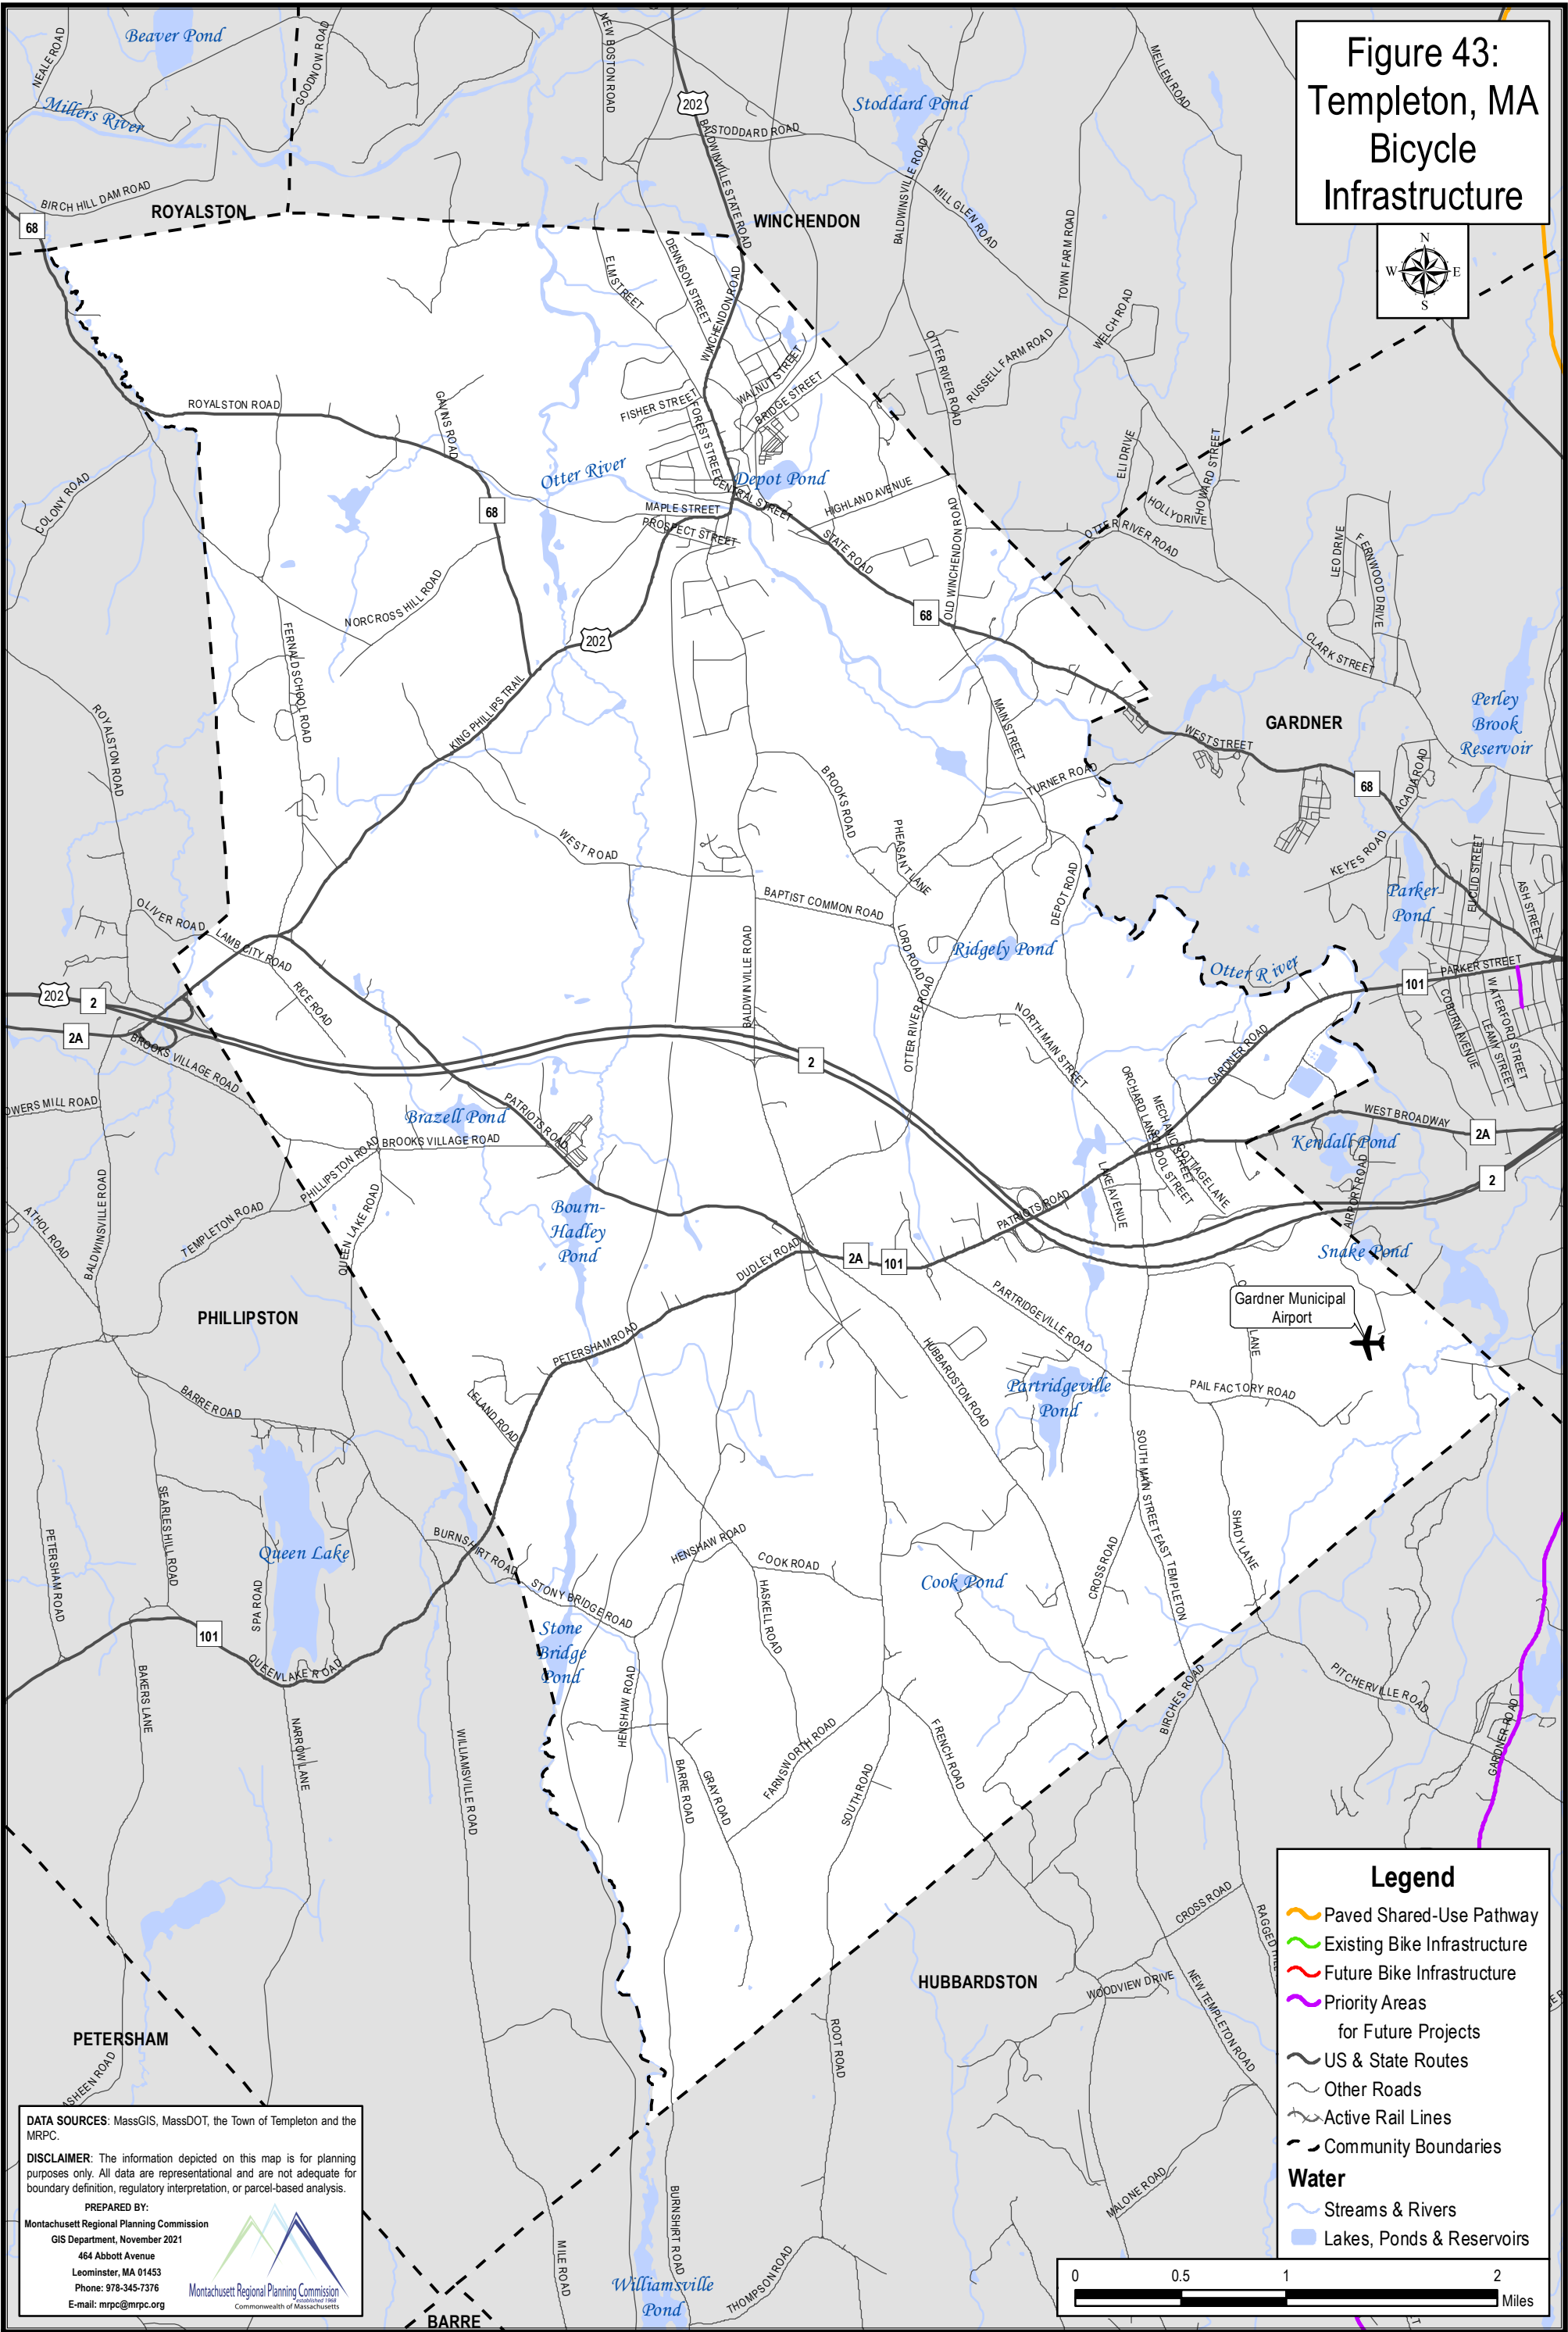 Figure 43:
Templeton, MA
Bicycle
Infrastructure
N
W
E
S
Beaver Pond
NEALE ROAD
GOODNOW ROAD
Millers River
BIRCH HILL DAM ROAD
ROYALSTON
68
NEW BOSTON ROAD
202
BALDWINVILLE STATE ROAD
STODDARD ROAD
Stoddard Pond
MELLEN ROAD
BALDWINSVILLE ROAD
MILL GLEN ROAD
TOWN FARM ROAD
WINCHENDON
WELCH ROAD
RUSSELL FARM ROAD
OTTER RIVER ROAD
ELM STREET
DENNISON STREET
WINCHENDON ROAD
WALNUT STREET
BRIDGE STREET
FISHER STREET
FOREST STREET
ROYALSTON ROAD
GAVINS ROAD
COLONY ROAD
68
Otter River
Depot Pond
CENTRAL STREET
MAPLE STREET
PROSPECT STREET
HIGHLAND AVENUE
STATE ROAD
OLD WINCHENDON ROAD
68
ELI DRIVE
HOWARD STREET
HOLLY DRIVE
OTTER RIVER ROAD
LEO DRIVE
FERNWOOD DRIVE
CLARK STREET
Perley
Brook
Reservoir
NORCROSS HILL ROAD
FERNALD SCHOOL ROAD
202
KING PHILLIPS TRAIL
ROYALSTON ROAD
MAIN STREET
TURNER ROAD
WEST STREET
GARDNER
68
ACADIA ROAD
KEYES ROAD
EUCLID STREET
ASH STREET
Parker
Pond
WEST ROAD
BROOKS ROAD
PHEASANT LANE
BAPTIST COMMON ROAD
DEPOT ROAD
LORD ROAD
Ridgely Pond
Otter River
101
PARKER STREET
WATERFORD STREET
COBURN AVENUE
LEAMY STREET
OLIVER ROAD
LAMB CITY ROAD
RICE ROAD
202
2
2A
BROOKS VILLAGE ROAD
BALDWINVILLE ROAD
2
OTTER RIVER ROAD
NORTH MAIN STREET
GARDNER ROAD
ORCHARD LANE
MECHANIC STREET
SCHOOL STREET
COTTAGE LANE
LAKE AVENUE
WEST BROADWAY
2A
2
Kendall Pond
AIRPORT ROAD
Snake Pond
OWERS MILL ROAD
Brazell Pond
PATRIOTS ROAD
BROOKS VILLAGE ROAD
PHILLIPSTON ROAD
QUEEN LAKE ROAD
TEMPLETON ROAD
BALDWINSVILLE ROAD
ATHOL ROAD
Bourn-
Hadley
Pond
PATRIOTS ROAD
DUDLEY ROAD
2A
101
Gardner Municipal
Airport
LANE
PHILLIPSTON
PETERSHAM ROAD
LELAND ROAD
HUBBARDSTON ROAD
PARTRIDGEVILLE ROAD
Partridgeville
Pond
PAIL FACTORY ROAD
BARRE ROAD
SOUTH MAIN STREET EAST TEMPLETON
SHADY LANE
CROSS ROAD
SEARLES HILL ROAD
PETERSHAM ROAD
Queen Lake
SPA ROAD
BURNSHIRT ROAD
STONY BRIDGE ROAD
HENSHAW ROAD
COOK ROAD
HASKELL ROAD
Cook Pond
Stone
Bridge
Pond
101
QUEEN LAKE ROAD
BAKERS LANE
NARROW LANE
WILLIAMSVILLE ROAD
HENSHAW ROAD
BARRE ROAD
GRAY ROAD
FARNSWORTH ROAD
SOUTH ROAD
FRENCH ROAD
BIRCHES ROAD
PITCHERVILLE ROAD
GARDNER ROAD
CROSS ROAD
RAGGED HILL
WOODVIEW DRIVE
NEW TEMPLETON ROAD
HUBBARDSTON
ROOT ROAD
MALONE ROAD
PETERSHAM
ASHEEN ROAD
MILE ROAD
BURNSHIRT ROAD
Williamsville
Pond
THOMPSON ROAD
BARRE
Legend
Paved Shared-Use Pathway
Existing Bike Infrastructure
Future Bike Infrastructure
Priority Areas
for Future Projects
US & State Routes
Other Roads
Active Rail Lines
Community Boundaries
Water
Streams & Rivers
Lakes, Ponds & Reservoirs
0 0.5 1 2
Miles
DATA SOURCES: MassGIS, MassDOT, the Town of Templeton and the
MRPC.
DISCLAIMER: The information depicted on this map is for planning
purposes only. All data are representational and are not adequate for
boundary definition, regulatory interpretation, or parcel-based analysis.
PREPARED BY:
Montachusett Regional Planning Commission
GIS Department, November 2021
464 Abbott Avenue
Leominster, MA 01453
Phone: 978-345-7376
E-mail: mrpc@mrpc.org
Montachusett Regional Planning Commission
established 1968
Commonwealth of Massachusetts